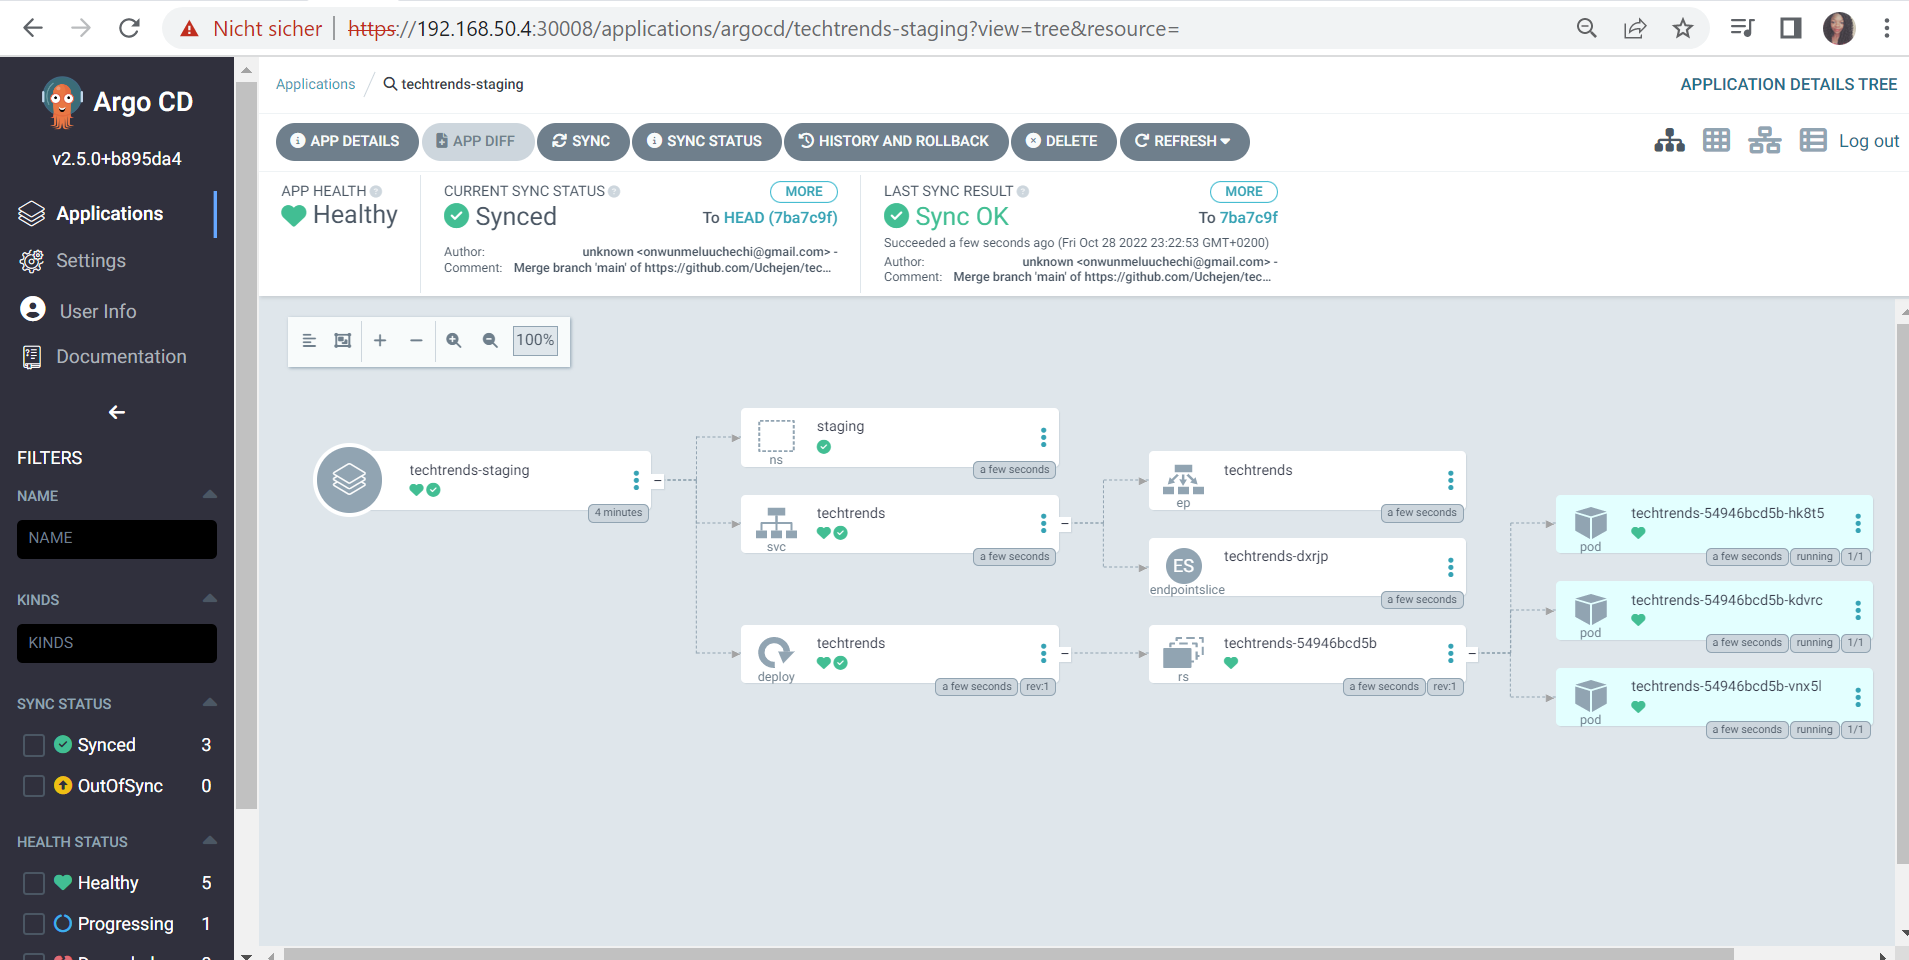 Nicht sicher | https://192.168.50.4:30008/applications/argocd/techtrends-staging?view=tree&resource=
Argo CD
v2.5.0+b895da4
Applications
Settings
User Info
Documentation
FILTERS
NAME
NAME
KINDS
KINDS
SYNC STATUS
Synced 3
OutOfSync 0
HEALTH STATUS
Healthy 5
Progressing 1
Applications / techtrends-staging
APPLICATION DETAILS TREE
APP DETAILS
APP DIFF
SYNC
SYNC STATUS
HISTORY AND ROLLBACK
DELETE
REFRESH
Log out
APP HEALTH
Healthy
CURRENT SYNC STATUS
MORE
Synced
To HEAD (7ba7c9f)
Author: unknown <onwunmeluuchechi@gmail.com> -
Comment: Merge branch 'main' of https://github.com/Uchejen/tec...
LAST SYNC RESULT
MORE
Sync OK
To 7ba7c9f
Succeeded a few seconds ago (Fri Oct 28 2022 23:22:53 GMT+0200)
Author: unknown <onwunmeluuchechi@gmail.com> -
Comment: Merge branch 'main' of https://github.com/Uchejen/tec...
100%
techtrends-staging
4 minutes
staging
ns
a few seconds
techtrends
svc
a few seconds
techtrends
deploy
a few seconds rev:1
techtrends
ep
a few seconds
ES
techtrends-dxrjp
endpointslice
a few seconds
techtrends-54946bcd5b
rs
a few seconds rev:1
techtrends-54946bcd5b-hk8t5
pod
a few seconds running 1/1
techtrends-54946bcd5b-kdvrc
pod
a few seconds running 1/1
techtrends-54946bcd5b-vnx5l
pod
a few seconds running 1/1